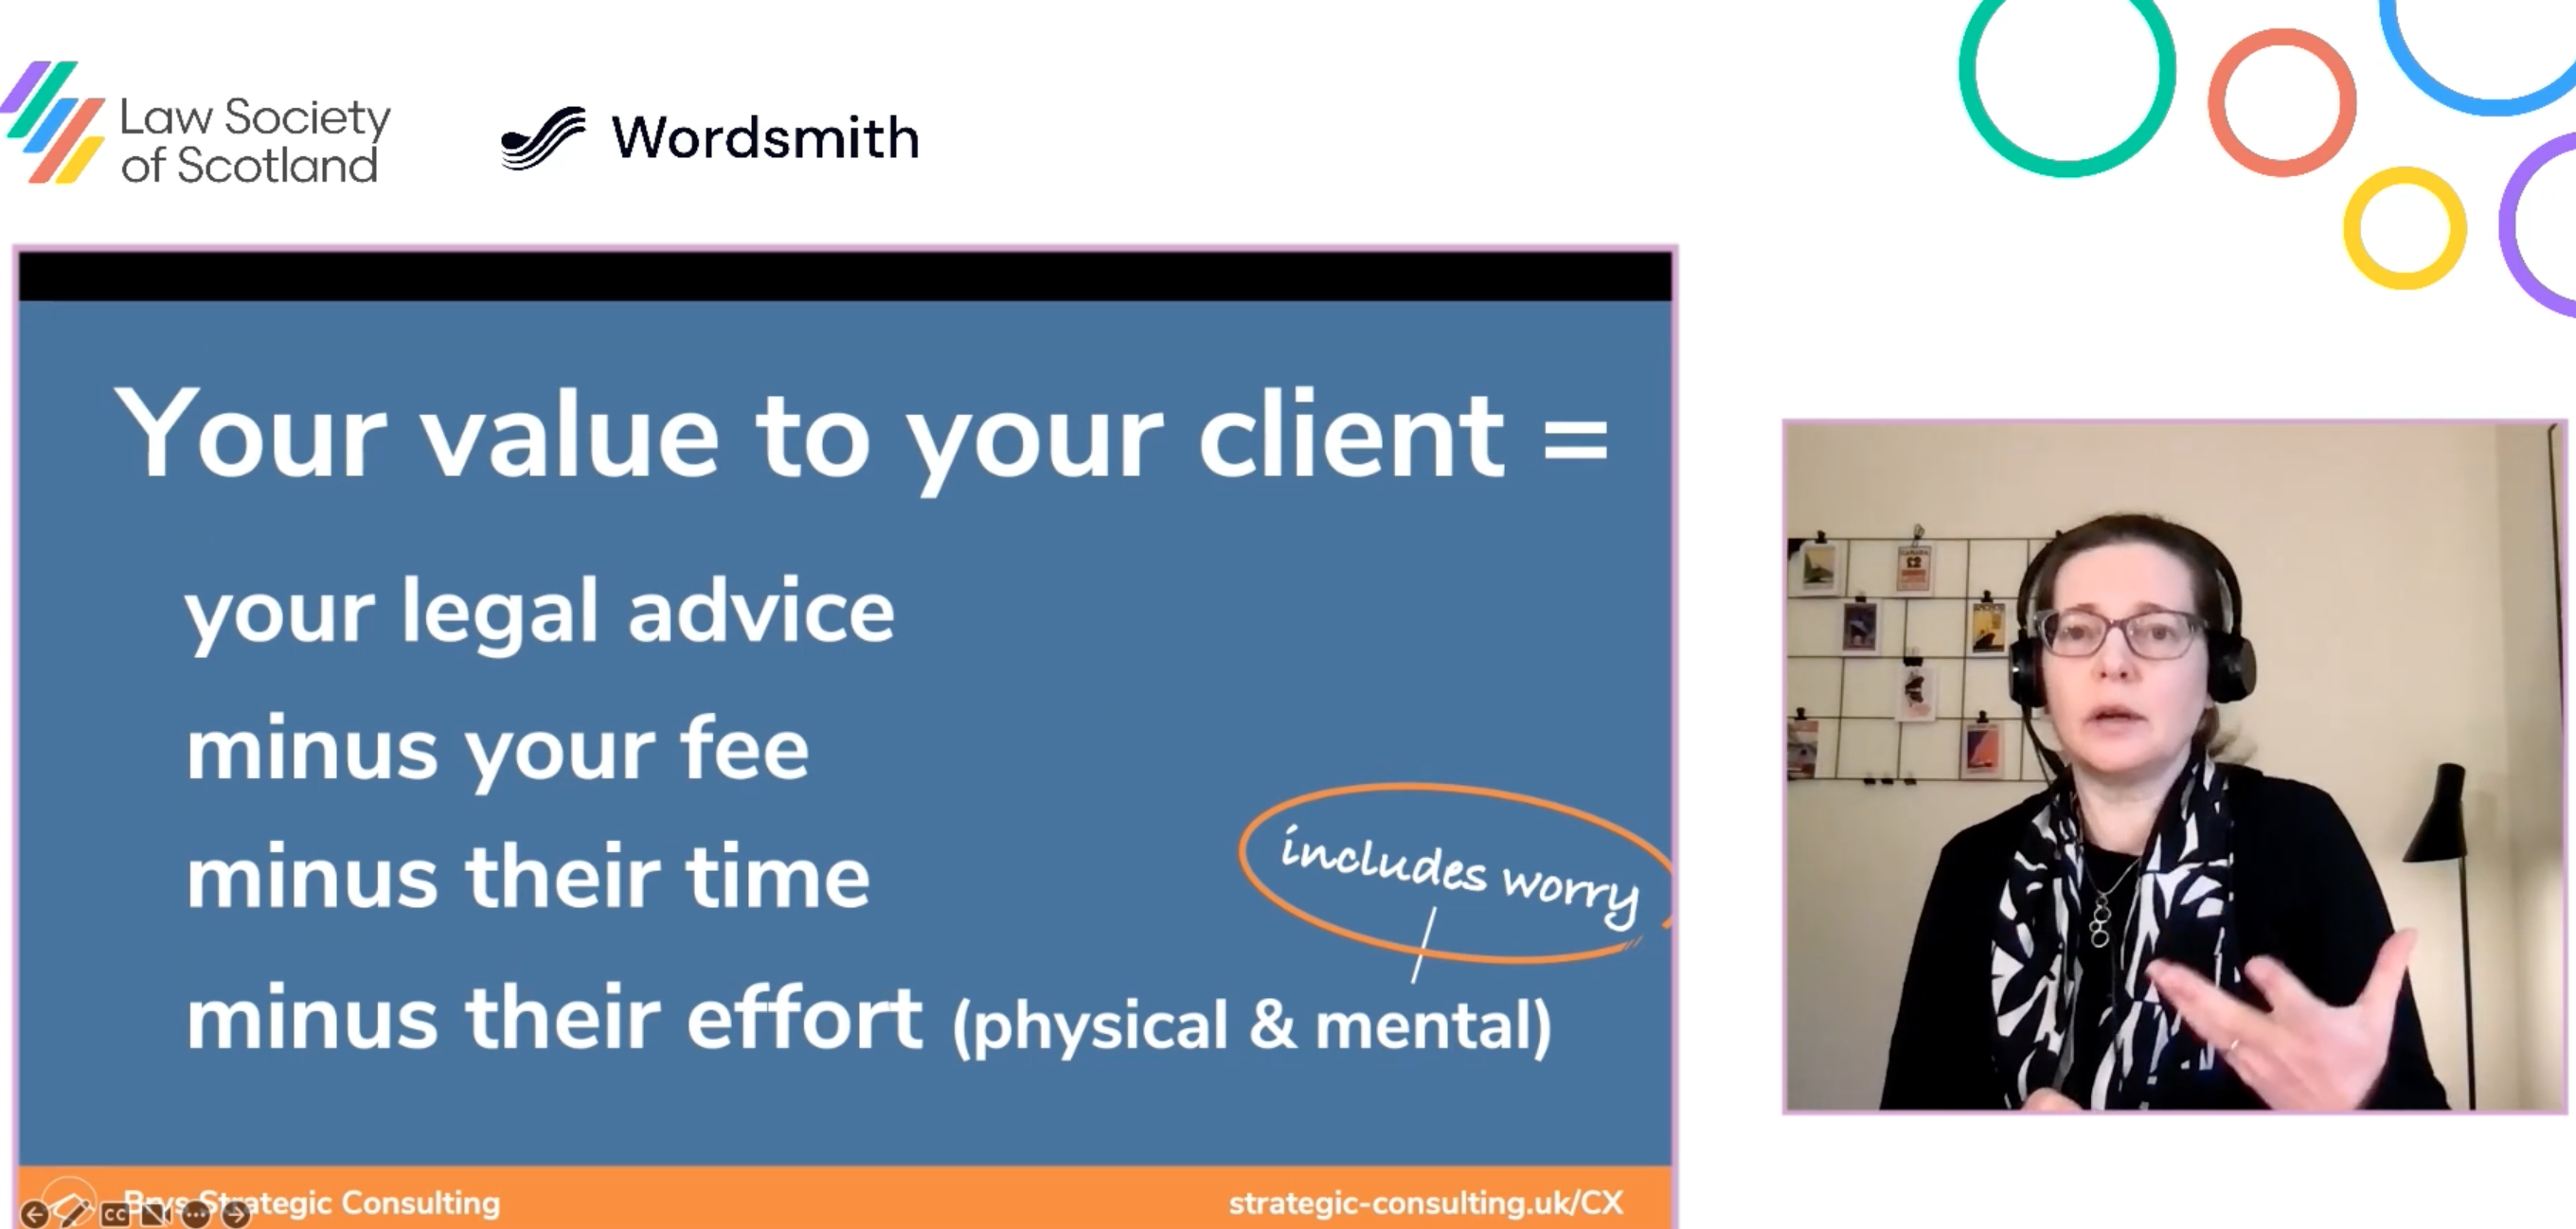 Law Society
of Scotland
Wordsmith
Your value to your client =
your legal advice
minus your fee
minus their time
includes worry
minus their effort (physical & mental)
Brys Strategic Consulting
strategic-consulting.uk/CX
CC